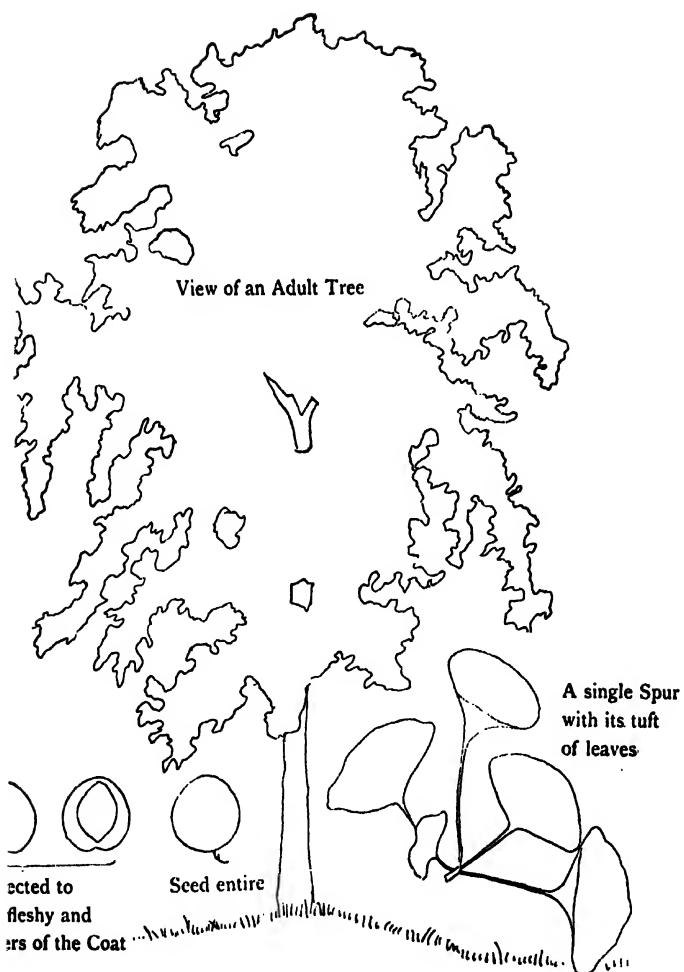 View of an Adult Tree
A single Spur
with its tuft
of leaves
ected to
fleshy and
ers of the Coat
Seed entire